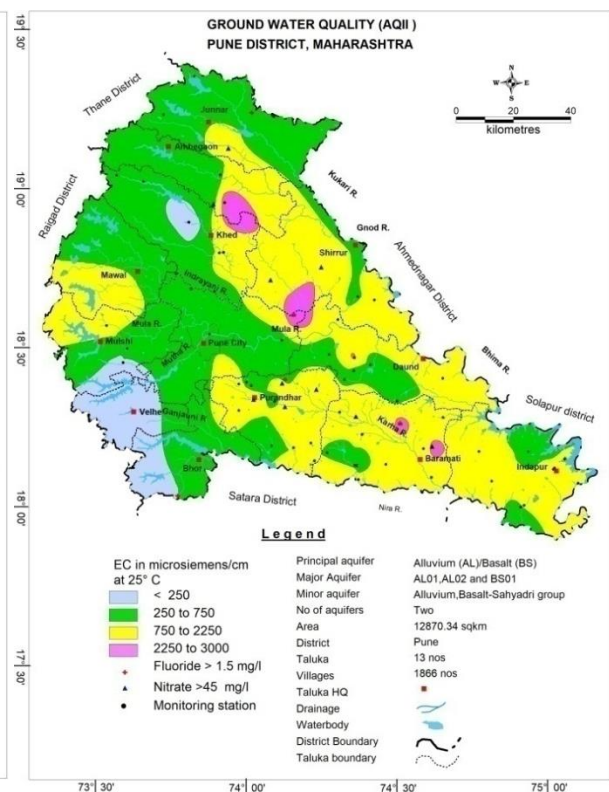 GROUND WATER QUALITY (AQII )
PUNE DISTRICT, MAHARASHTRA
19° 30'
N
W E
S
0 20 40
kilometres
Thane District
Junnar
Ambegaon
Kukari R.
19° 00'
Raigad District
Khed
Gnod R.
Shirrur
Ahmednagar District
Mawal
Indrayani R.
Mula R.
Mula R.
18° 30'
Mulshi
Mutha R.
Pune City
Bhima R.
Daund
Solapur district
Velhe
Ganjauni R
Purandhar
Karha R.
Baramati
Indapur
Bhor
18° 00'
Satara District
Nira R.
Legend
EC in microsiemens/cm
at 25° C
< 250
250 to 750
750 to 2250
2250 to 3000
Fluoride > 1.5 mg/l
Nitrate >45 mg/l
Monitoring station
Principal aquifer Alluvium (AL)/Basalt (BS)
Major Aquifer AL01,AL02 and BS01
Minor aquifer Alluvium,Basalt-Sahyadri group
No of aquifers Two
Area 12870.34 sqkm
District Pune
Taluka 13 nos
Villages 1866 nos
Taluka HQ
Drainage
Waterbody
District Boundary
Taluka boundary
17° 30'
73° 30' 74° 00' 74° 30' 75° 00'